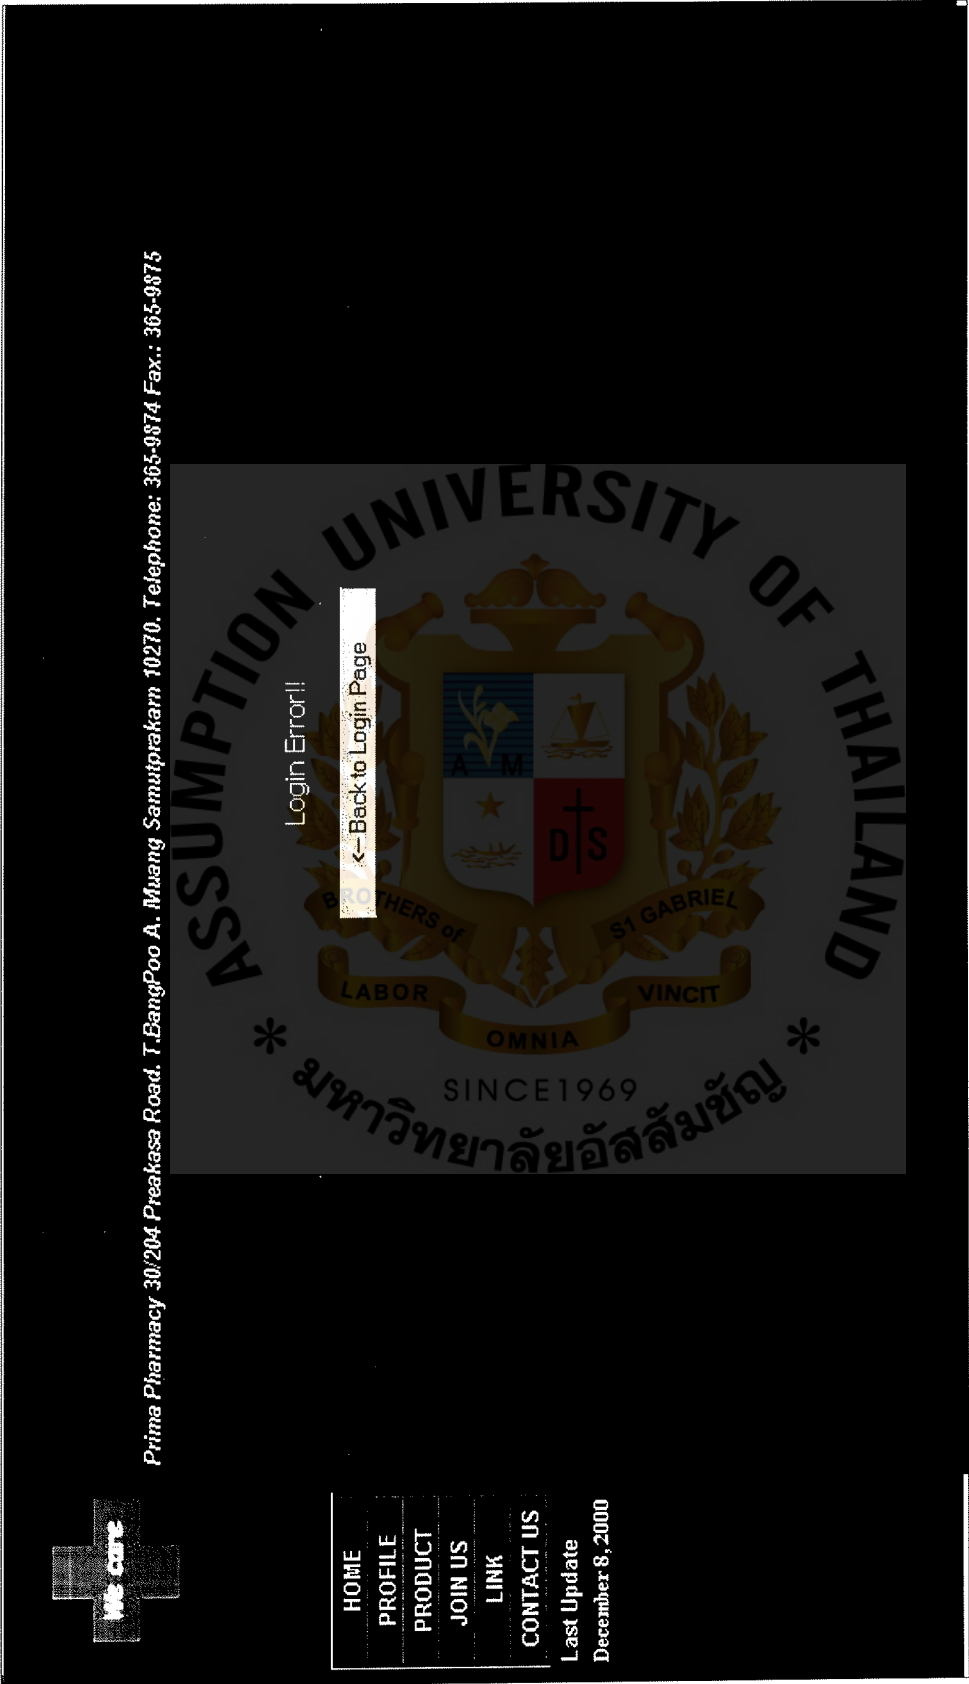 We care
Prima Pharmacy 30/204 Preakasa Road. T.BangPoo A. Muang Samutprakarn 10270. Telephone: 365-9874 Fax.: 365-9875
HOME
PROFILE
PRODUCT
JOIN US
LINK
CONTACT US
Last Update
December 8, 2000
Login Error!!
<-- Back to Login Page
ASSUMPTION UNIVERSITY OF THAILAND
A M
D S
BROTHERS of
S1 GABRIEL
LABOR
OMNIA
VINCIT
SINCE1969
* มหาวิทยาลัยอัสสัมชัญ *